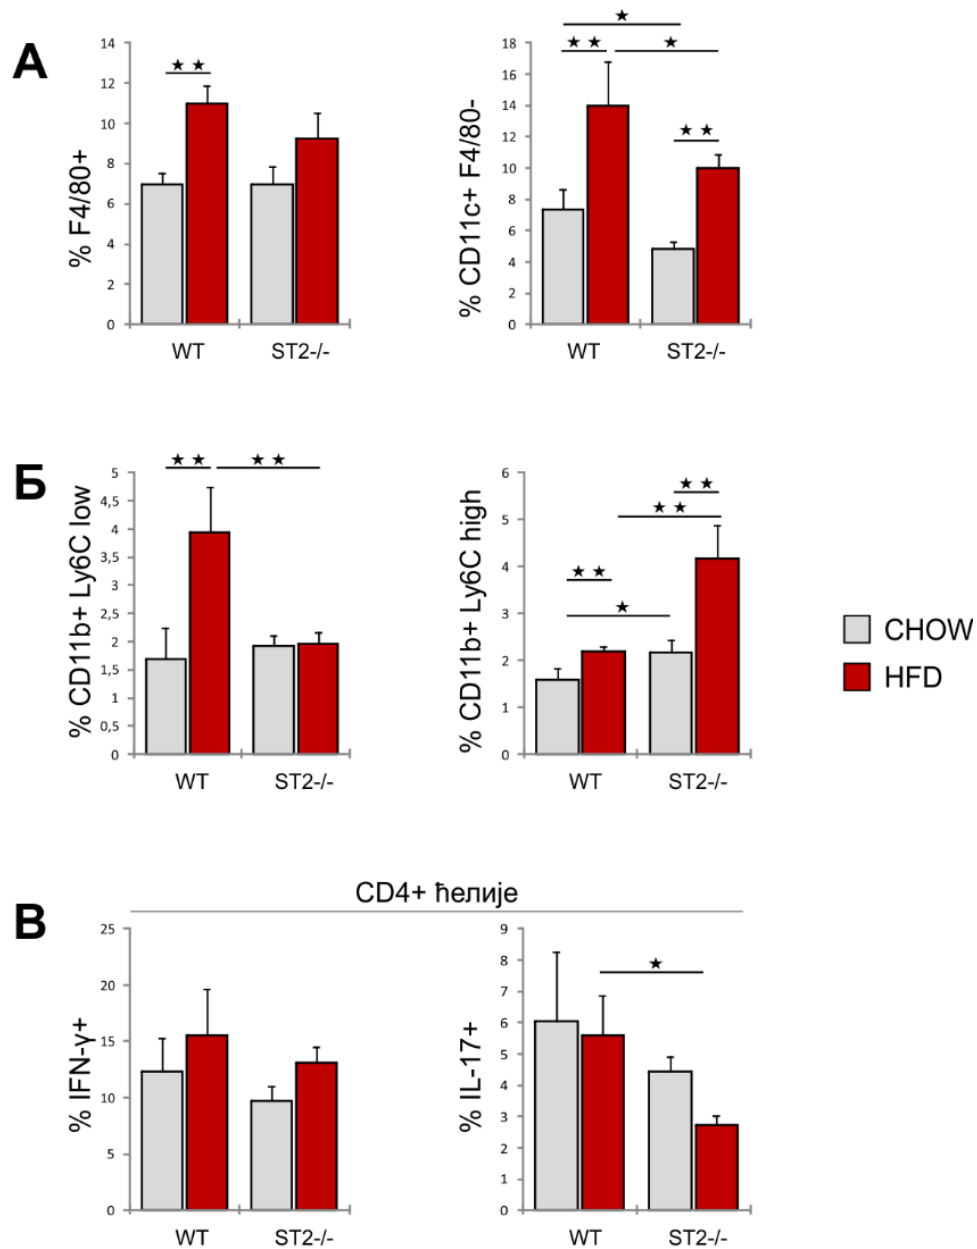 А
% F4/80+
14
12
10
8
6
4
2
0
★ ★
WT
ST2-/-
% CD11c+ F4/80-
18
16
14
12
10
8
6
4
2
0
★
★ ★
★
★ ★
WT
ST2-/-
Б
% CD11b+ Ly6C low
5
4,5
4
3,5
3
2,5
2
1,5
1
0,5
0
★ ★
★ ★
WT
ST2-/-
% CD11b+ Ly6C high
6
5
4
3
2
1
0
★ ★
★ ★
★ ★
★
WT
ST2-/-
CHOW
HFD
В
CD4+ ћелије
% IFN-γ+
25
20
15
10
5
0
WT
ST2-/-
% IL-17+
9
8
7
6
5
4
3
2
1
0
★
WT
ST2-/-